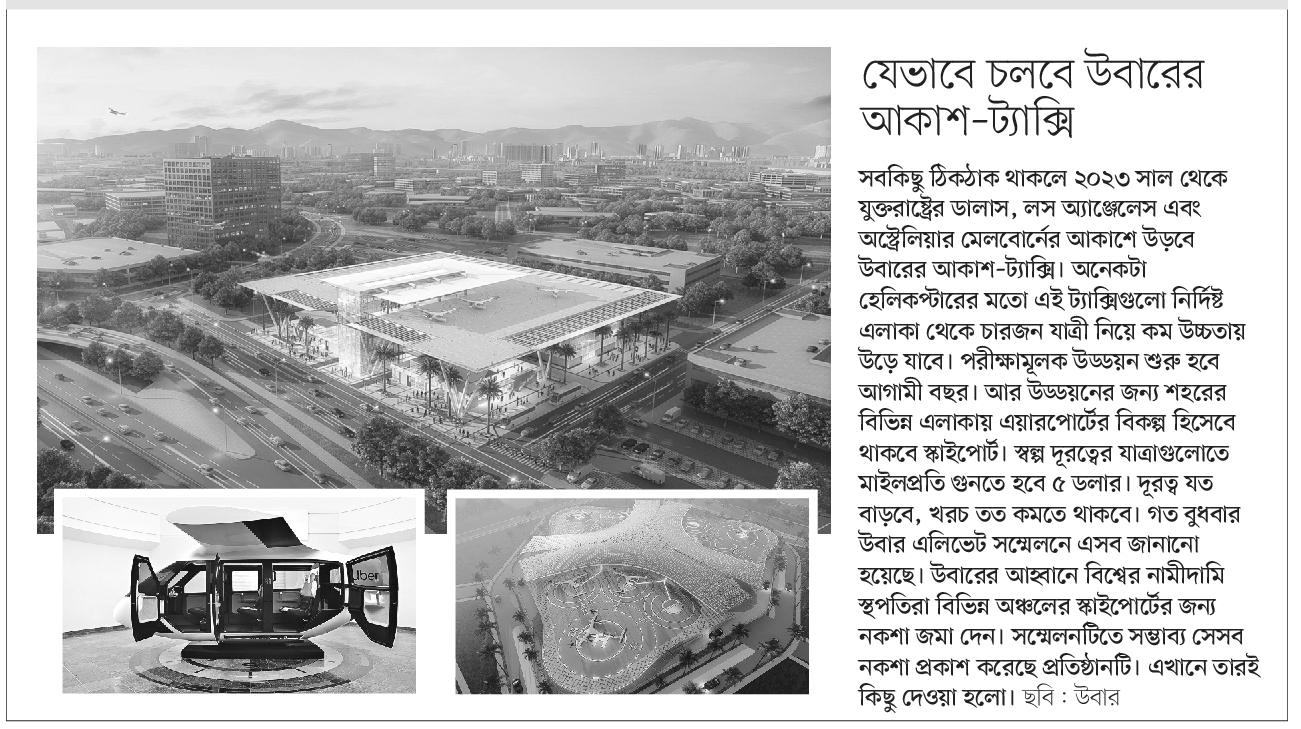 যেভাবে চলবে উবারের
আকাশ-ট্যাক্সি
সবকিছু ঠিকঠাক থাকলে ২০২৩ সাল থেকে
যুক্তরাষ্ট্রের ডালাস, লস অ্যাঞ্জেলেস এবং
অস্ট্রেলিয়ার মেলবোর্নের আকাশে উড়বে
উবারের আকাশ-ট্যাক্সি। অনেকটা
হেলিকপ্টারের মতো এই ট্যাক্সিগুলো নির্দিষ্ট
এলাকা থেকে চারজন যাত্রী নিয়ে কম উচ্চতায়
উড়ে যাবে। পরীক্ষামূলক উড্ডয়ন শুরু হবে
আগামী বছর। আর উড্ডয়নের জন্য শহরের
বিভিন্ন এলাকায় এয়ারপোর্টের বিকল্প হিসেবে
থাকবে স্কাইপোর্ট। স্বল্প দূরত্বের যাত্রাগুলোতে
মাইলপ্রতি গুনতে হবে ৫ ডলার। দূরত্ব যত
বাড়বে, খরচ তত কমতে থাকবে। গত বুধবার
উবার এলিভেট সম্মেলনে এসব জানানো
হয়েছে। উবারের আহ্বানে বিশ্বের নামীদামি
স্থপতিরা বিভিন্ন অঞ্চলের স্কাইপোর্টের জন্য
নকশা জমা দেন। সম্মেলনটিতে সম্ভাব্য সেসব
নকশা প্রকাশ করেছে প্রতিষ্ঠানটি। এখানে তারই
কিছু দেওয়া হলো। ছবি : উবার
Uber